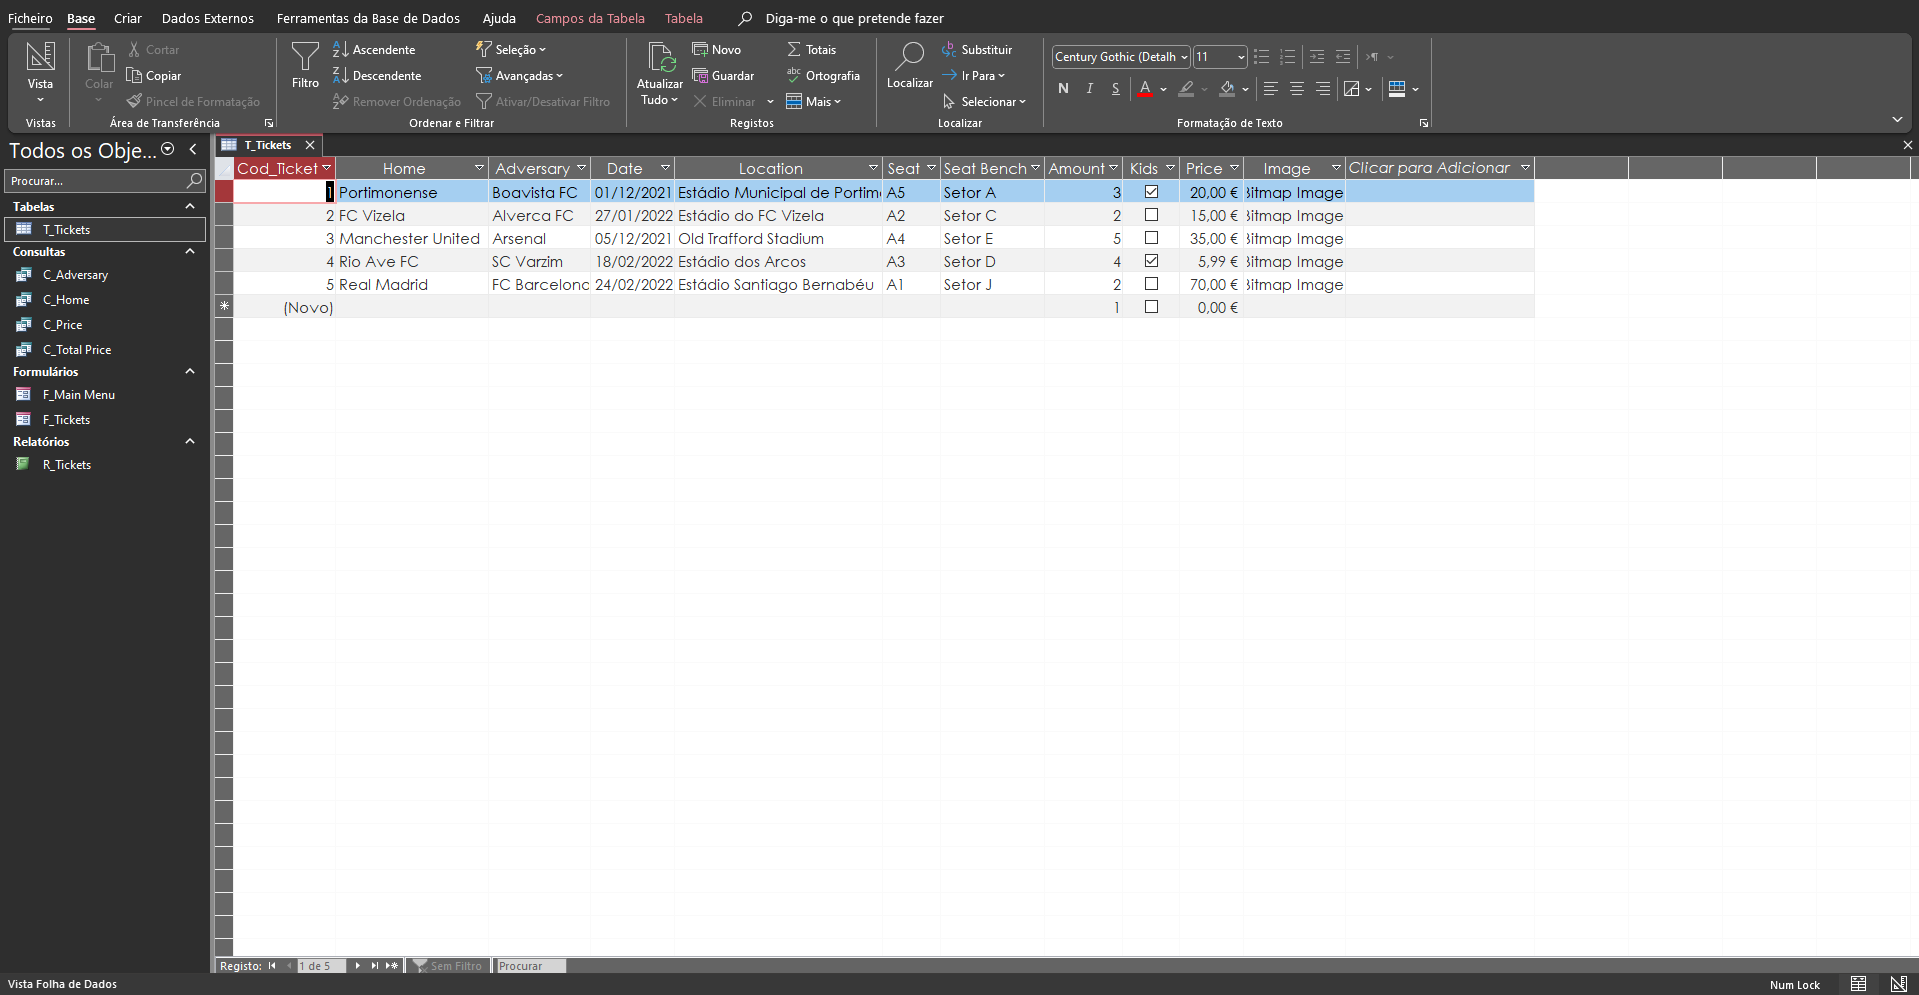 Ficheiro Base Criar Dados Externos Ferramentas da Base de Dados Ajuda Campos da Tabela Tabela Diga-me o que pretende fazer
Vista
Vistas
Colar
Cortar
Copiar
Pincel de Formatação
Área de Transferência
Filtro
Ascendente
Descendente
Remover Ordenação
Seleção
Avançadas
Ativar/Desativar Filtro
Ordenar e Filtrar
Atualizar
Tudo
Novo
Guardar
Eliminar
Totais
Ortografia
Mais
Registos
Localizar
Substituir
Ir Para
Selecionar
Localizar
Century Gothic (Detalh 11
N I S A
Formatação de Texto
Todos os Obje...
Procurar...
Tabelas
T_Tickets
Consultas
C_Adversary
C_Home
C_Price
C_Total Price
Formulários
F_Main Menu
F_Tickets
Relatórios
R_Tickets
T_Tickets
Cod_Ticket Home Adversary Date Location Seat Seat Bench Amount Kids Price Image Clicar para Adicionar
1 Portimonense Boavista FC 01/12/2021 Estádio Municipal de Portim A5 Setor A 3 20,00 € Bitmap Image
2 FC Vizela Alverca FC 27/01/2022 Estádio do FC Vizela A2 Setor C 2 15,00 € Bitmap Image
3 Manchester United Arsenal 05/12/2021 Old Trafford Stadium A4 Setor E 5 35,00 € Bitmap Image
4 Rio Ave FC SC Varzim 18/02/2022 Estádio dos Arcos A3 Setor D 4 5,99 € Bitmap Image
5 Real Madrid FC Barcelona 24/02/2022 Estádio Santiago Bernabéu A1 Setor J 2 70,00 € Bitmap Image
* (Novo) 1 0,00 €
Registo: 1 de 5 Sem Filtro Procurar
Vista Folha de Dados Num Lock